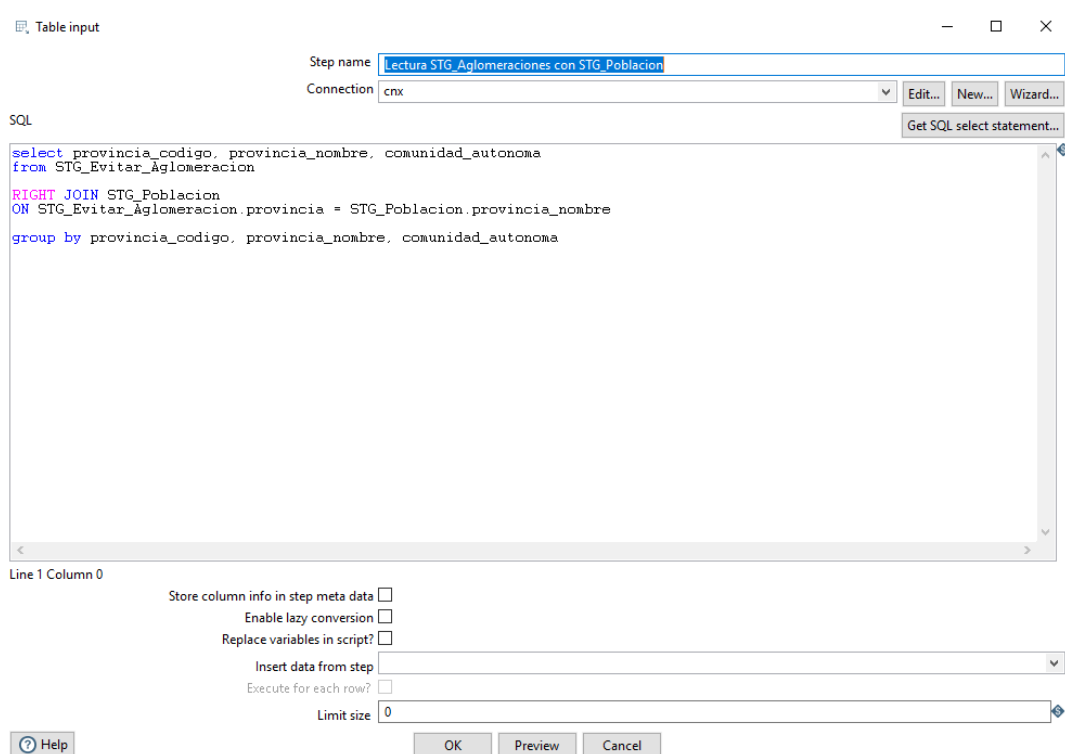 Table input
Step name Lectura STG_Aglomeraciones con STG_Poblacion
Connection cnx Edit... New... Wizard...
SQL Get SQL select statement...
select provincia_codigo, provincia_nombre, comunidad_autonoma
from STG_Evitar_Aglomeracion
RIGHT JOIN STG_Poblacion
ON STG_Evitar_Aglomeracion.provincia = STG_Poblacion.provincia_nombre
group by provincia_codigo, provincia_nombre, comunidad_autonoma
Line 1 Column 0
Store column info in step meta data
Enable lazy conversion
Replace variables in script?
Insert data from step
Execute for each row?
Limit size 0
Help OK Preview Cancel